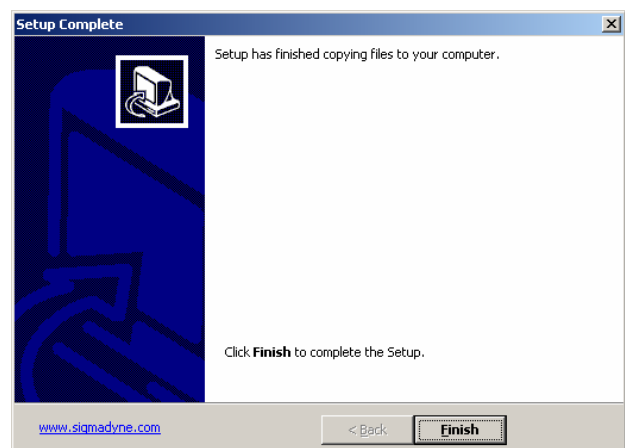 Setup Complete
Setup has finished copying files to your computer.
Click Finish to complete the Setup.
www.sigmadyne.com
< Back
Finish